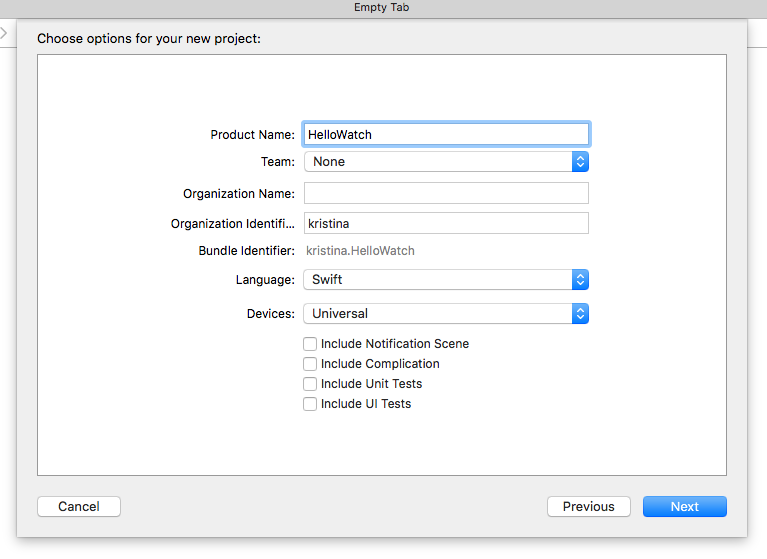 Empty Tab
Choose options for your new project:
Product Name: HelloWatch
Team: None
Organization Name:
Organization Identifi... kristina
Bundle Identifier: kristina.HelloWatch
Language: Swift
Devices: Universal
Include Notification Scene
Include Complication
Include Unit Tests
Include UI Tests
Cancel Previous Next